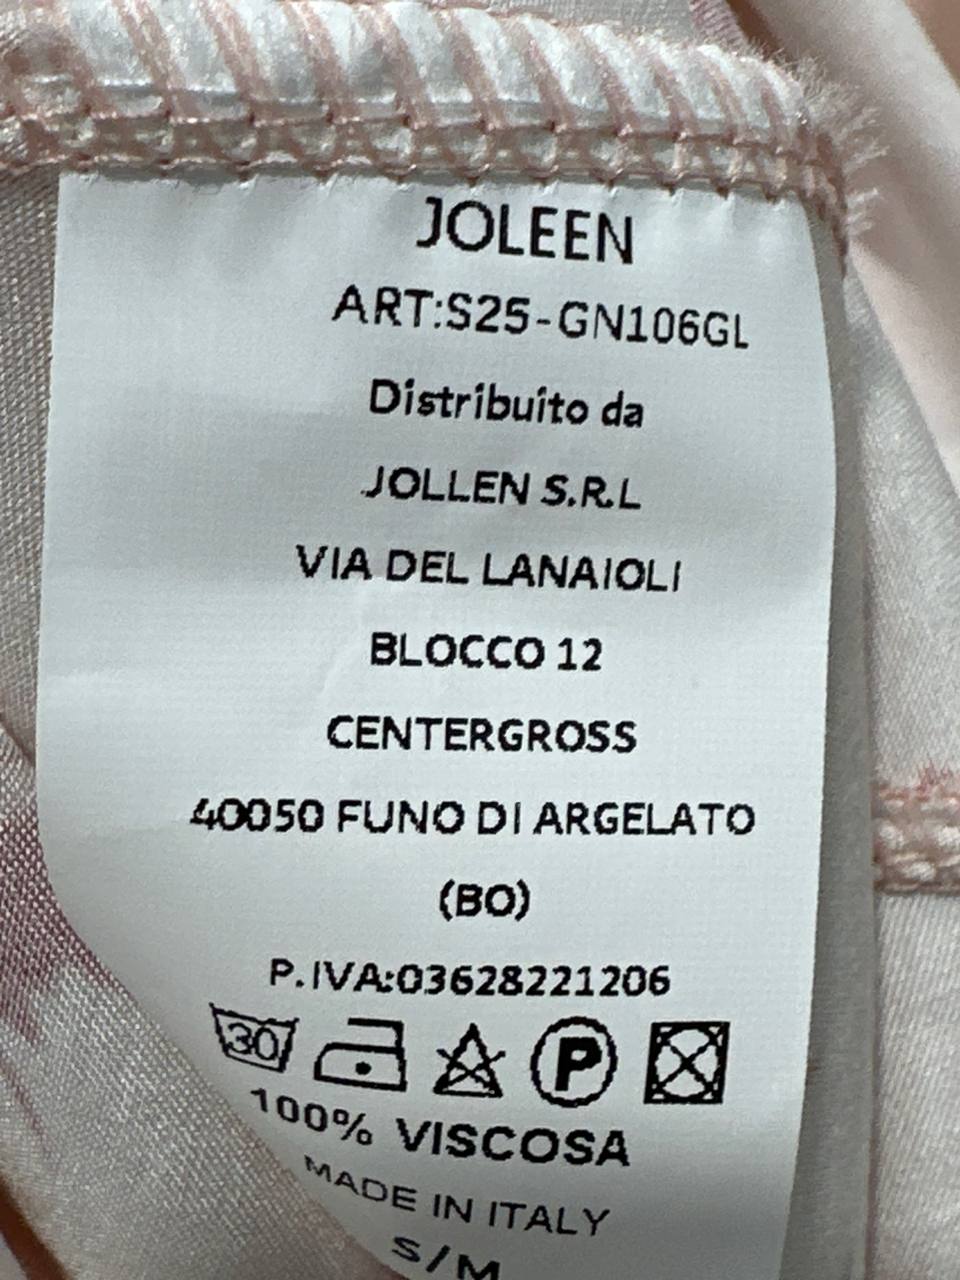 JOLEEN
ART:S25-GN106GL
Distribuito da
JOLLEN S.R.L
VIA DEL LANAIOLI
BLOCCO 12
CENTERGROSS
40050 FUNO DI ARGELATO
(BO)
P.IVA:03628221206
30 P
100% VISCOSA
MADE IN ITALY
S/M